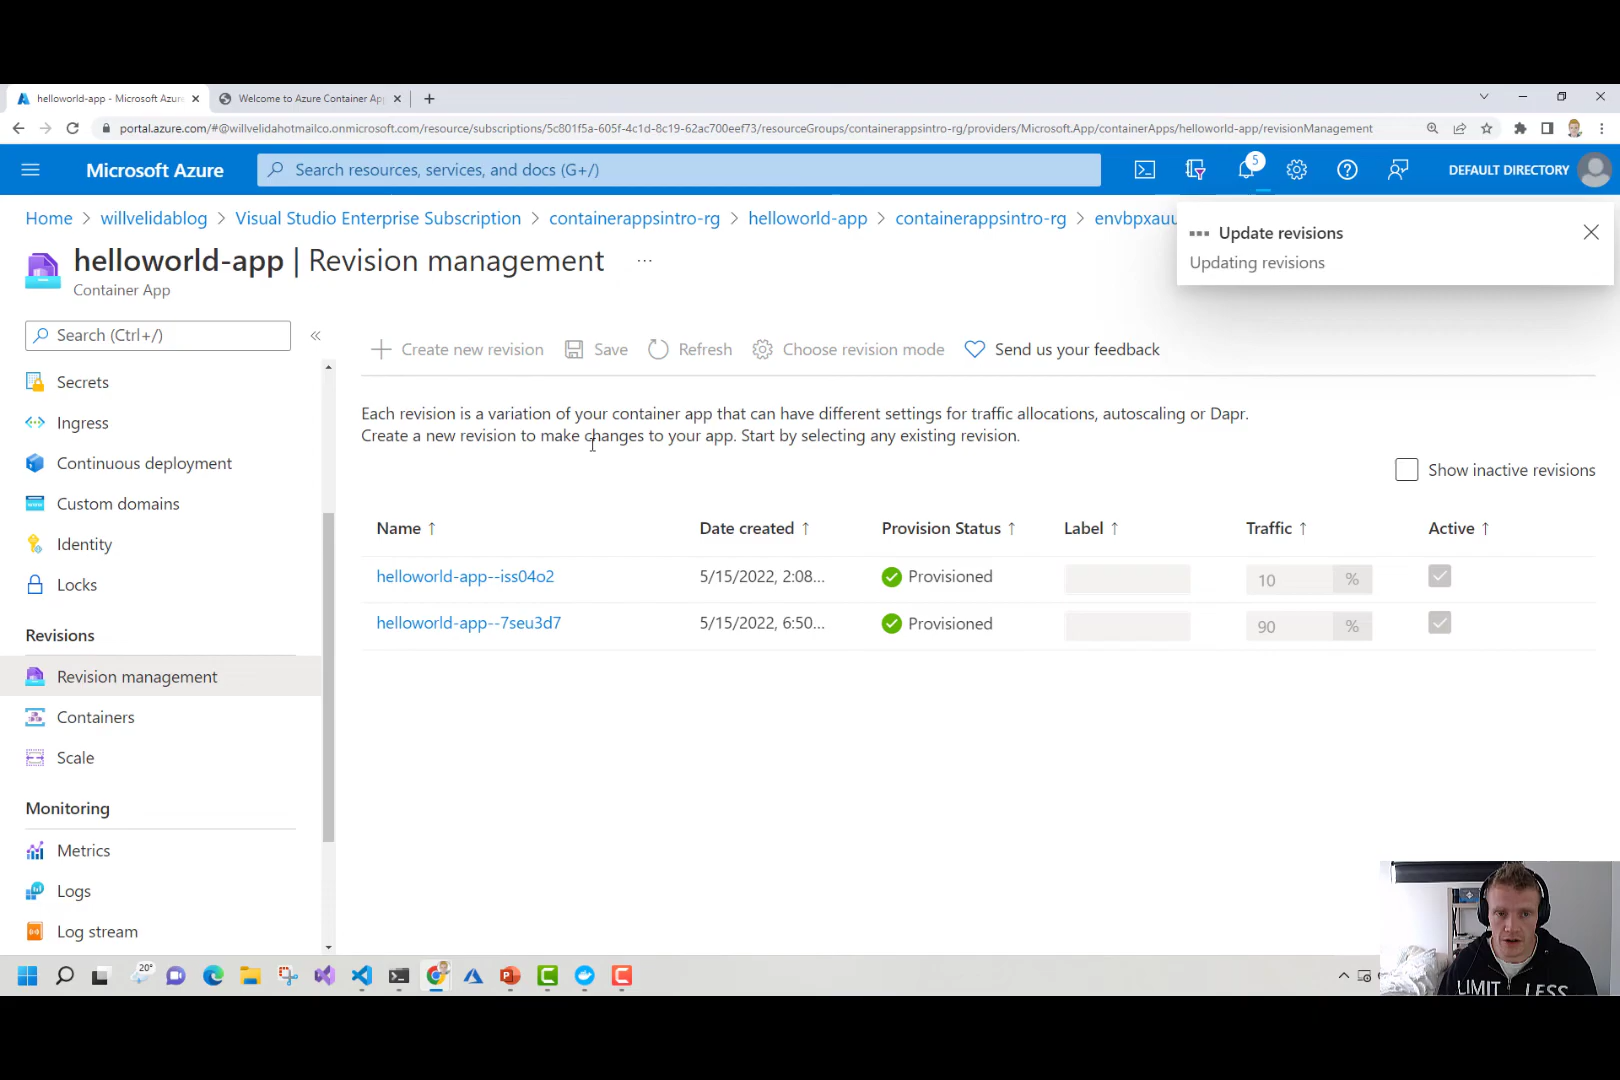 helloworld-app - Microsoft Azure
Welcome to Azure Container App
portal.azure.com/#@willvelidahotmailco.onmicrosoft.com/resource/subscriptions/5c801f5a-605f-4c1d-8c19-62ac700eef73/resourceGroups/containerappsintro-rg/providers/Microsoft.App/containerApps/helloworld-app/revisionManagement
Microsoft Azure
Search resources, services, and docs (G+/)
5
DEFAULT DIRECTORY
Home > willvelidablog > Visual Studio Enterprise Subscription > containerappsintro-rg > helloworld-app > containerappsintro-rg > envbpxauu
Update revisions
Updating revisions
helloworld-app | Revision management ...
Container App
Search (Ctrl+/)
«
Create new revision
Save
Refresh
Choose revision mode
Send us your feedback
Secrets
Ingress
Continuous deployment
Custom domains
Identity
Locks
Revisions
Revision management
Containers
Scale
Monitoring
Metrics
Logs
Log stream
Each revision is a variation of your container app that can have different settings for traffic allocations, autoscaling or Dapr.
Create a new revision to make changes to your app. Start by selecting any existing revision.
Show inactive revisions
Name ↑ Date created ↑ Provision Status ↑ Label ↑ Traffic ↑ Active ↑
helloworld-app--iss04o2 5/15/2022, 2:08... Provisioned 10 %
helloworld-app--7seu3d7 5/15/2022, 6:50... Provisioned 90 %
20°
LIMIT LESS